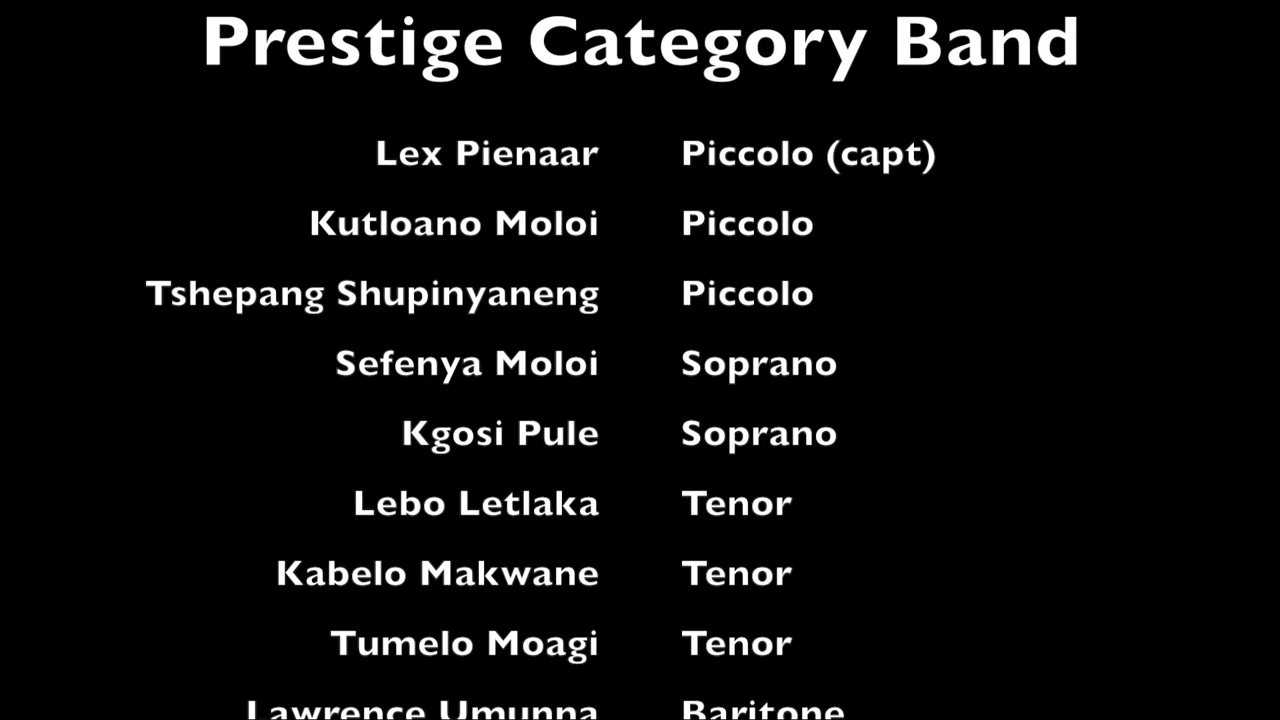 Prestige Category Band
Lex Pienaar Piccolo (capt)
Kutloano Moloi Piccolo
Tshepang Shupinyaneng Piccolo
Sefenya Moloi Soprano
Kgosi Pule Soprano
Lebo Letlaka Tenor
Kabelo Makwane Tenor
Tumelo Moagi Tenor
Lawrence Umunna Baritone